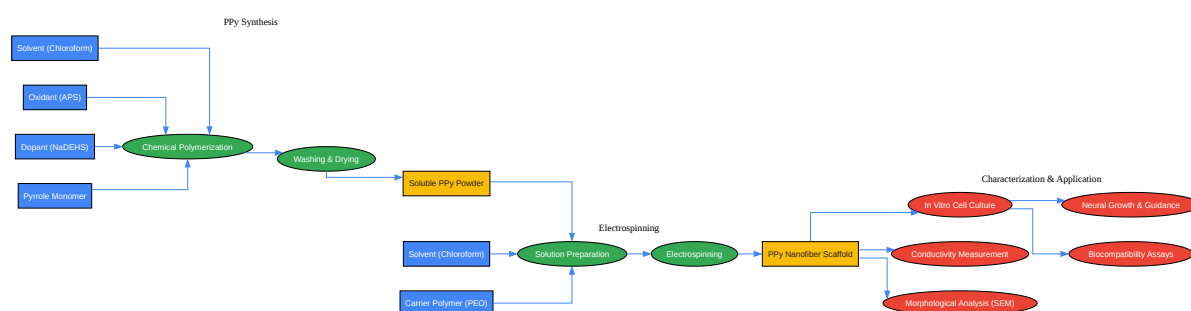 PPy Synthesis
Solvent (Chloroform)
Oxidant (APS)
Dopant (NaDEHS)
Chemical Polymerization
Washing & Drying
Pyrrole Monomer
Soluble PPy Powder
Electrospinning
Solvent (Chloroform)
Solution Preparation
Electrospinning
PPy Nanofiber Scaffold
Carrier Polymer (PEO)
Characterization & Application
In Vitro Cell Culture
Neural Growth & Guidance
Conductivity Measurement
Biocompatibility Assays
Morphological Analysis (SEM)